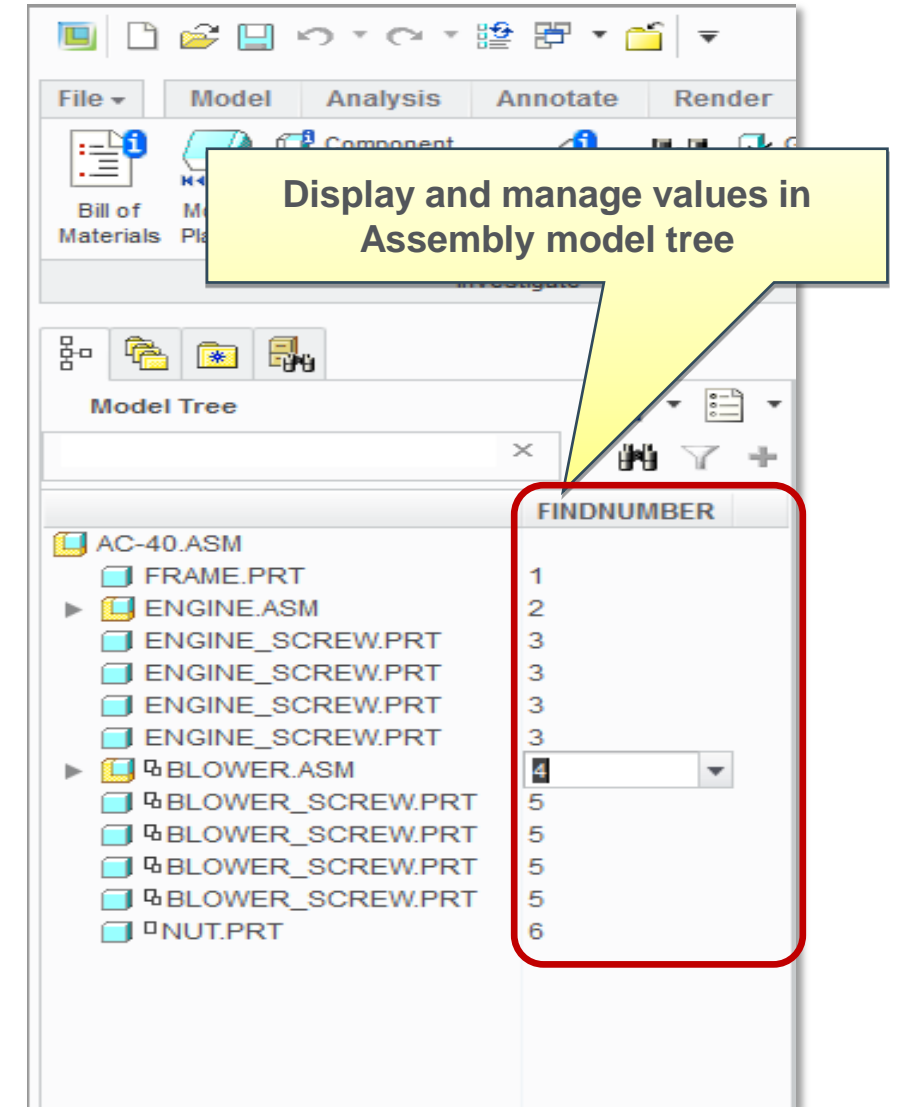 File Model Analysis Annotate Render
Component
Bill of
Materials
Display and manage values in
Assembly model tree
Model Tree
FINDNUMBER
AC-40.ASM
FRAME.PRT 1
ENGINE.ASM 2
ENGINE_SCREW.PRT 3
ENGINE_SCREW.PRT 3
ENGINE_SCREW.PRT 3
ENGINE_SCREW.PRT 3
BLOWER.ASM 4
BLOWER_SCREW.PRT 5
BLOWER_SCREW.PRT 5
BLOWER_SCREW.PRT 5
BLOWER_SCREW.PRT 5
NUT.PRT 6